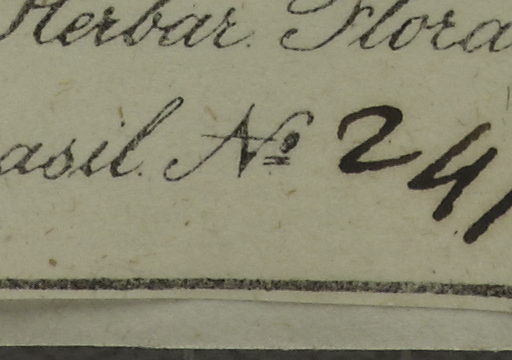 Herbar. Flora
asil. № 24